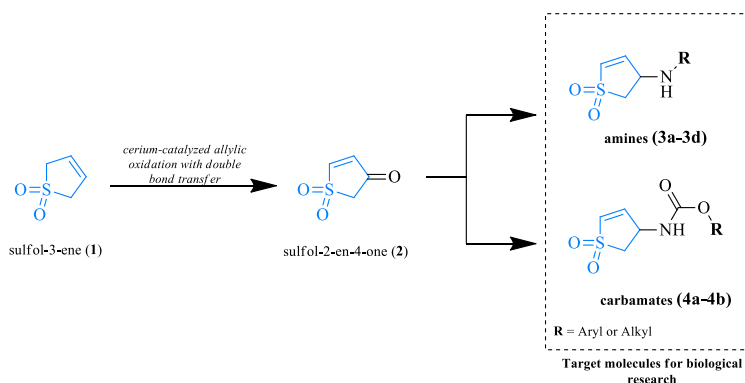 cerium-catalyzed allylic
oxidation with double
bond transfer
O
S
O
sulfol-3-ene (1)
O
S
O
O
sulfol-2-en-4-one (2)
O
S
O
N
H
R
amines (3a-3d)
O
S
O
NH
O
O
R
carbamates (4a-4b)
R = Aryl or Alkyl
Target molecules for biological
research